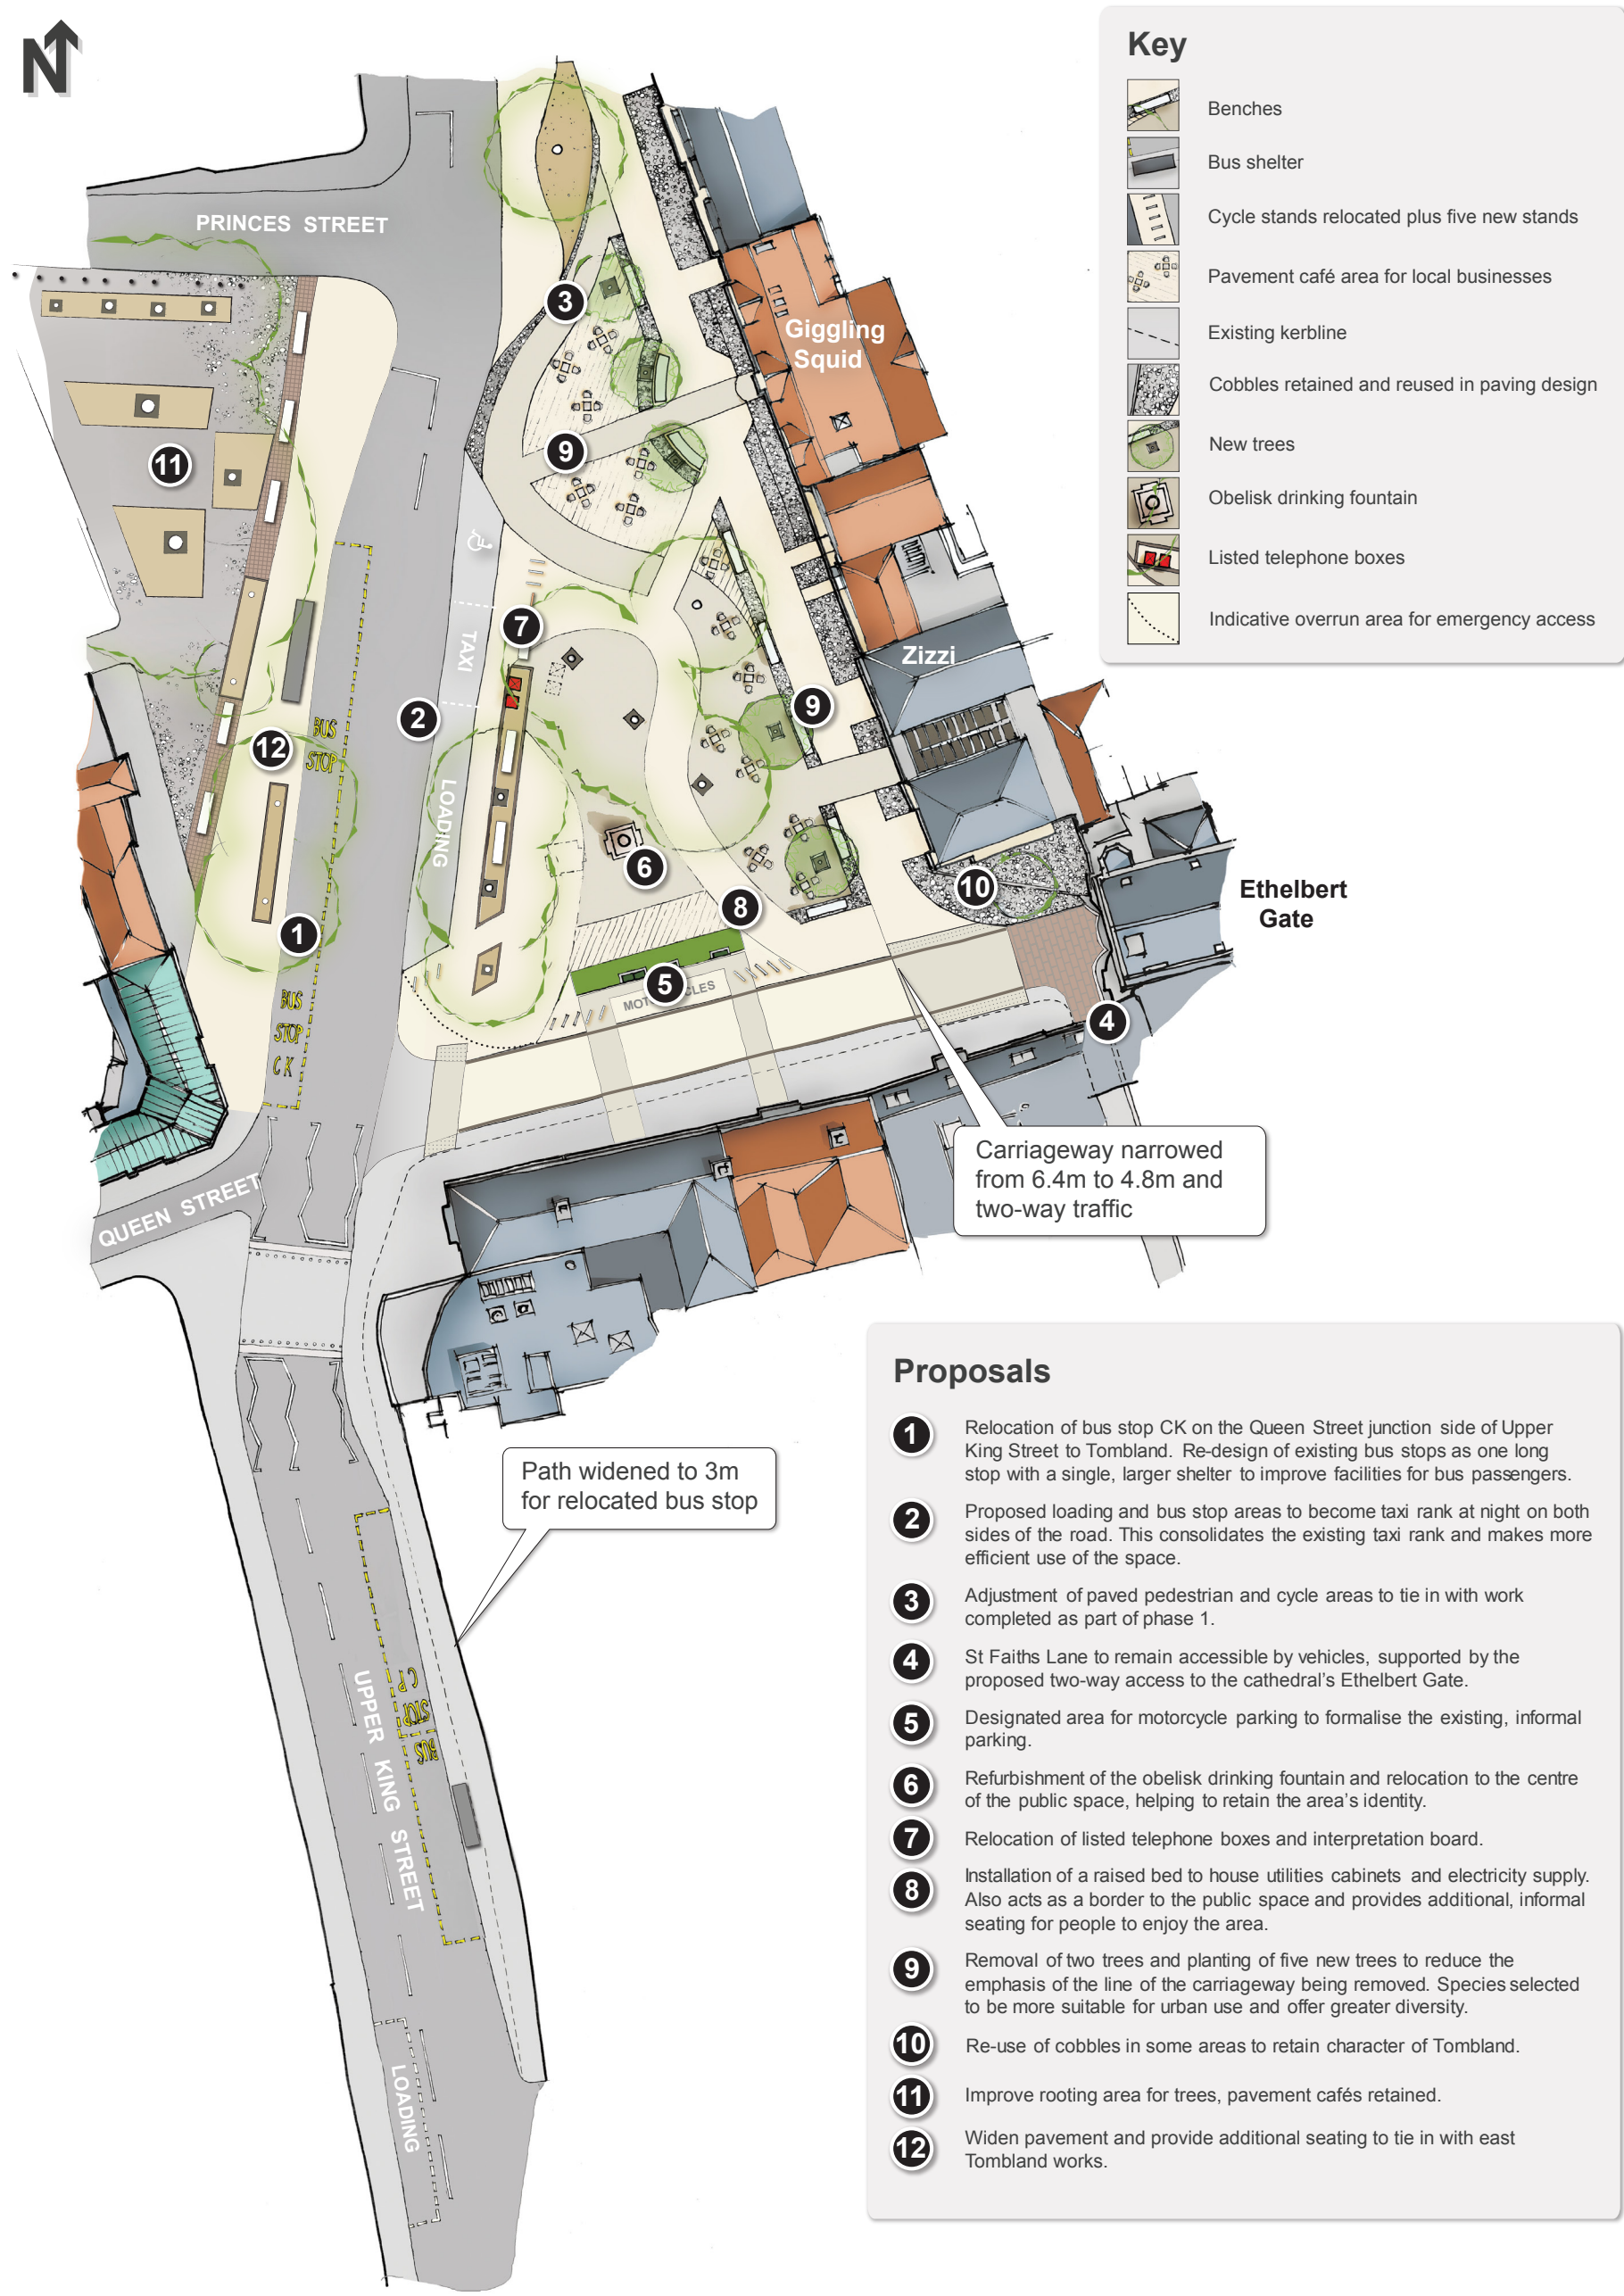 N
Key
Benches
Bus shelter
Cycle stands relocated plus five new stands
Pavement café area for local businesses
Existing kerbline
Cobbles retained and reused in paving design
New trees
Obelisk drinking fountain
Listed telephone boxes
Indicative overrun area for emergency access
PRINCES STREET
3
Giggling
Squid
9
11
7
TAXI
Zizzi
9
2
12
BUS
STOP
LOADING
6
10
8
Ethelbert
Gate
1
5
MOTORCYCLES
BUS
STOP
CK
4
Carriageway narrowed
from 6.4m to 4.8m and
two-way traffic
QUEEN STREET
Path widened to 3m
for relocated bus stop
UPPER KING STREET
BUS
STOP
LOADING
Proposals
1 Relocation of bus stop CK on the Queen Street junction side of Upper
King Street to Tombland. Re-design of existing bus stops as one long
stop with a single, larger shelter to improve facilities for bus passengers.
2 Proposed loading and bus stop areas to become taxi rank at night on both
sides of the road. This consolidates the existing taxi rank and makes more
efficient use of the space.
3 Adjustment of paved pedestrian and cycle areas to tie in with work
completed as part of phase 1.
4 St Faiths Lane to remain accessible by vehicles, supported by the
proposed two-way access to the cathedral's Ethelbert Gate.
5 Designated area for motorcycle parking to formalise the existing, informal
parking.
6 Refurbishment of the obelisk drinking fountain and relocation to the centre
of the public space, helping to retain the area's identity.
7 Relocation of listed telephone boxes and interpretation board.
8 Installation of a raised bed to house utilities cabinets and electricity supply.
Also acts as a border to the public space and provides additional, informal
seating for people to enjoy the area.
9 Removal of two trees and planting of five new trees to reduce the
emphasis of the line of the carriageway being removed. Species selected
to be more suitable for urban use and offer greater diversity.
10 Re-use of cobbles in some areas to retain character of Tombland.
11 Improve rooting area for trees, pavement cafés retained.
12 Widen pavement and provide additional seating to tie in with east
Tombland works.